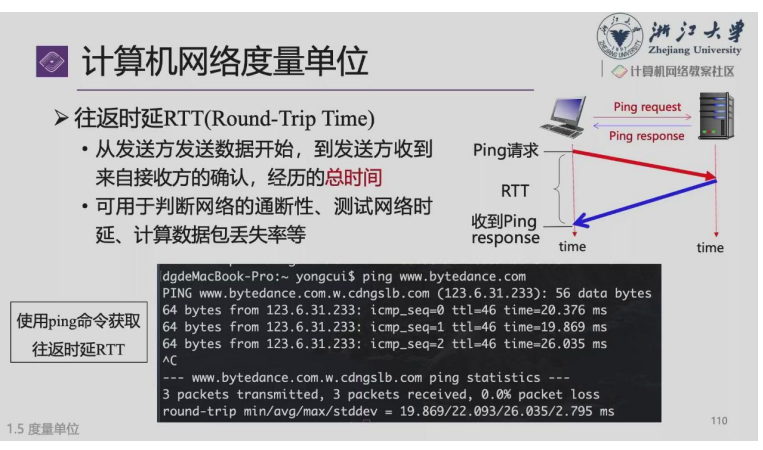 浙江大学
Zhejiang University
计算机网络教案社区
计算机网络度量单位
往返时延RTT(Round-Trip Time)
• 从发送方发送数据开始，到发送方收到
来自接收方的确认，经历的总时间
• 可用于判断网络的通断性、测试网络时
延、计算数据包丢失率等
Ping request
Ping response
Ping请求
RTT
收到Ping
response
time
time
使用ping命令获取
往返时延RTT
dgdeMacBook-Pro:~ yongcui$ ping www.bytedance.com
PING www.bytedance.com.w.cdngslb.com (123.6.31.233): 56 data bytes
64 bytes from 123.6.31.233: icmp_seq=0 ttl=46 time=20.376 ms
64 bytes from 123.6.31.233: icmp_seq=1 ttl=46 time=19.869 ms
64 bytes from 123.6.31.233: icmp_seq=2 ttl=46 time=26.035 ms
^C
--- www.bytedance.com.w.cdngslb.com ping statistics ---
3 packets transmitted, 3 packets received, 0.0% packet loss
round-trip min/avg/max/stddev = 19.869/22.093/26.035/2.795 ms
1.5 度量单位
110